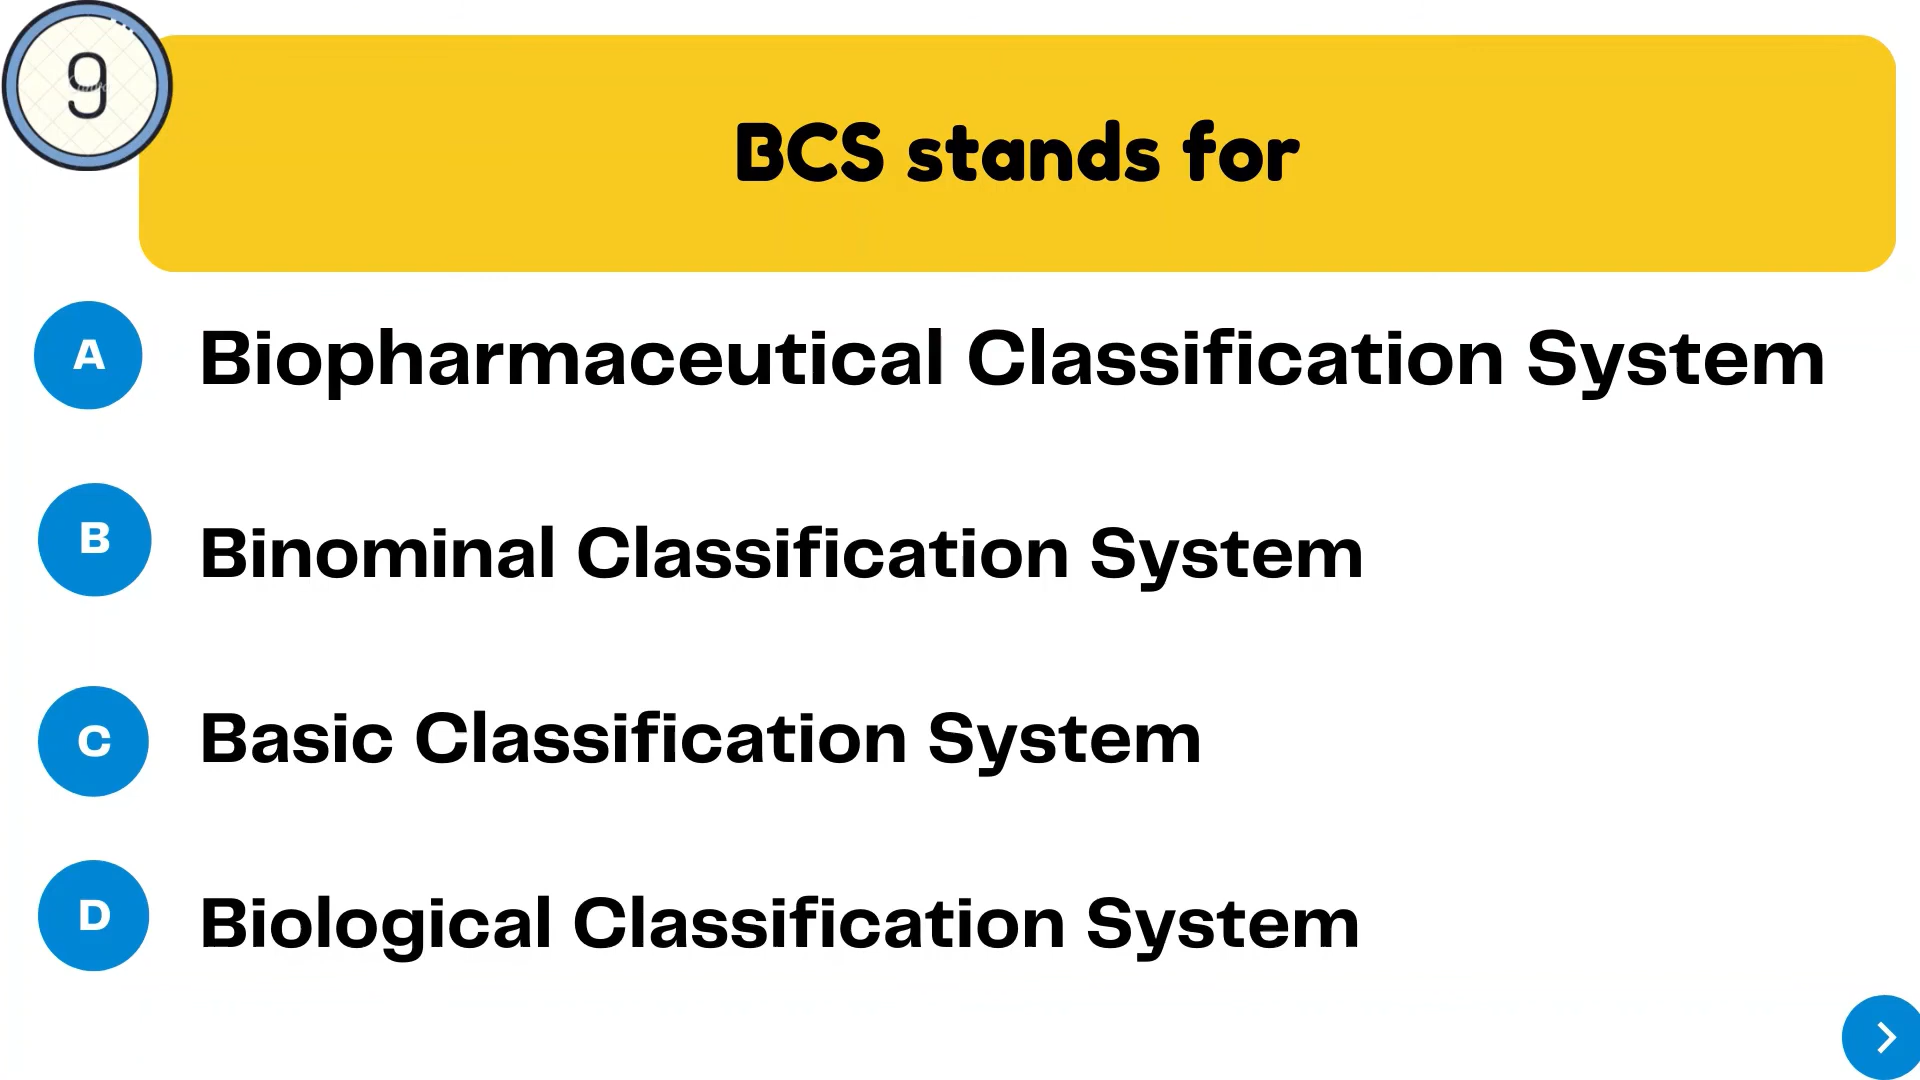 9
BCS stands for
A Biopharmaceutical Classification System
B Binominal Classification System
C Basic Classification System
D Biological Classification System